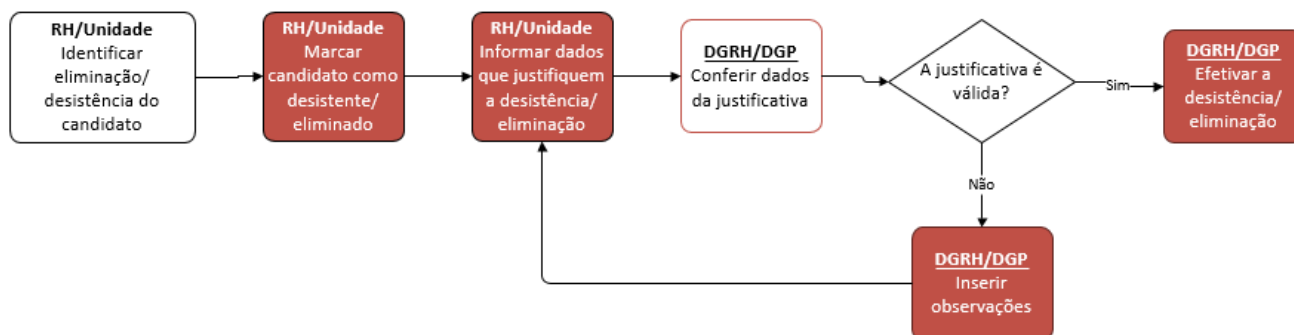 RH/Unidade
Identificar
eliminação/
desistência do
candidato
RH/Unidade
Marcar
candidato como
desistente/
eliminado
RH/Unidade
Informar dados
que justifiquem
a desistência/
eliminação
DGRH/DGP
Conferir dados
da justificativa
A justificativa é
válida?
Sim
DGRH/DGP
Efetivar a
desistência/
eliminação
Não
DGRH/DGP
Inserir
observações